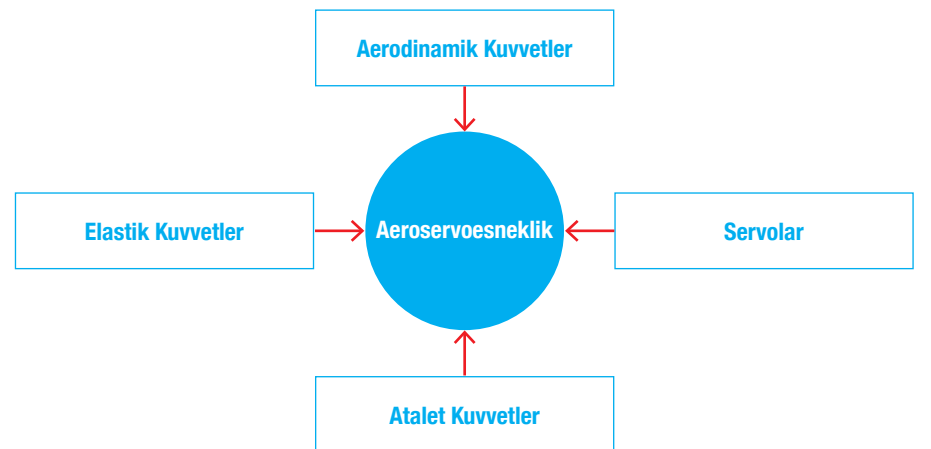 Aerodinamik Kuvvetler
Elastik Kuvvetler
Aeroservoesneklik
Servolar
Atalet Kuvvetler